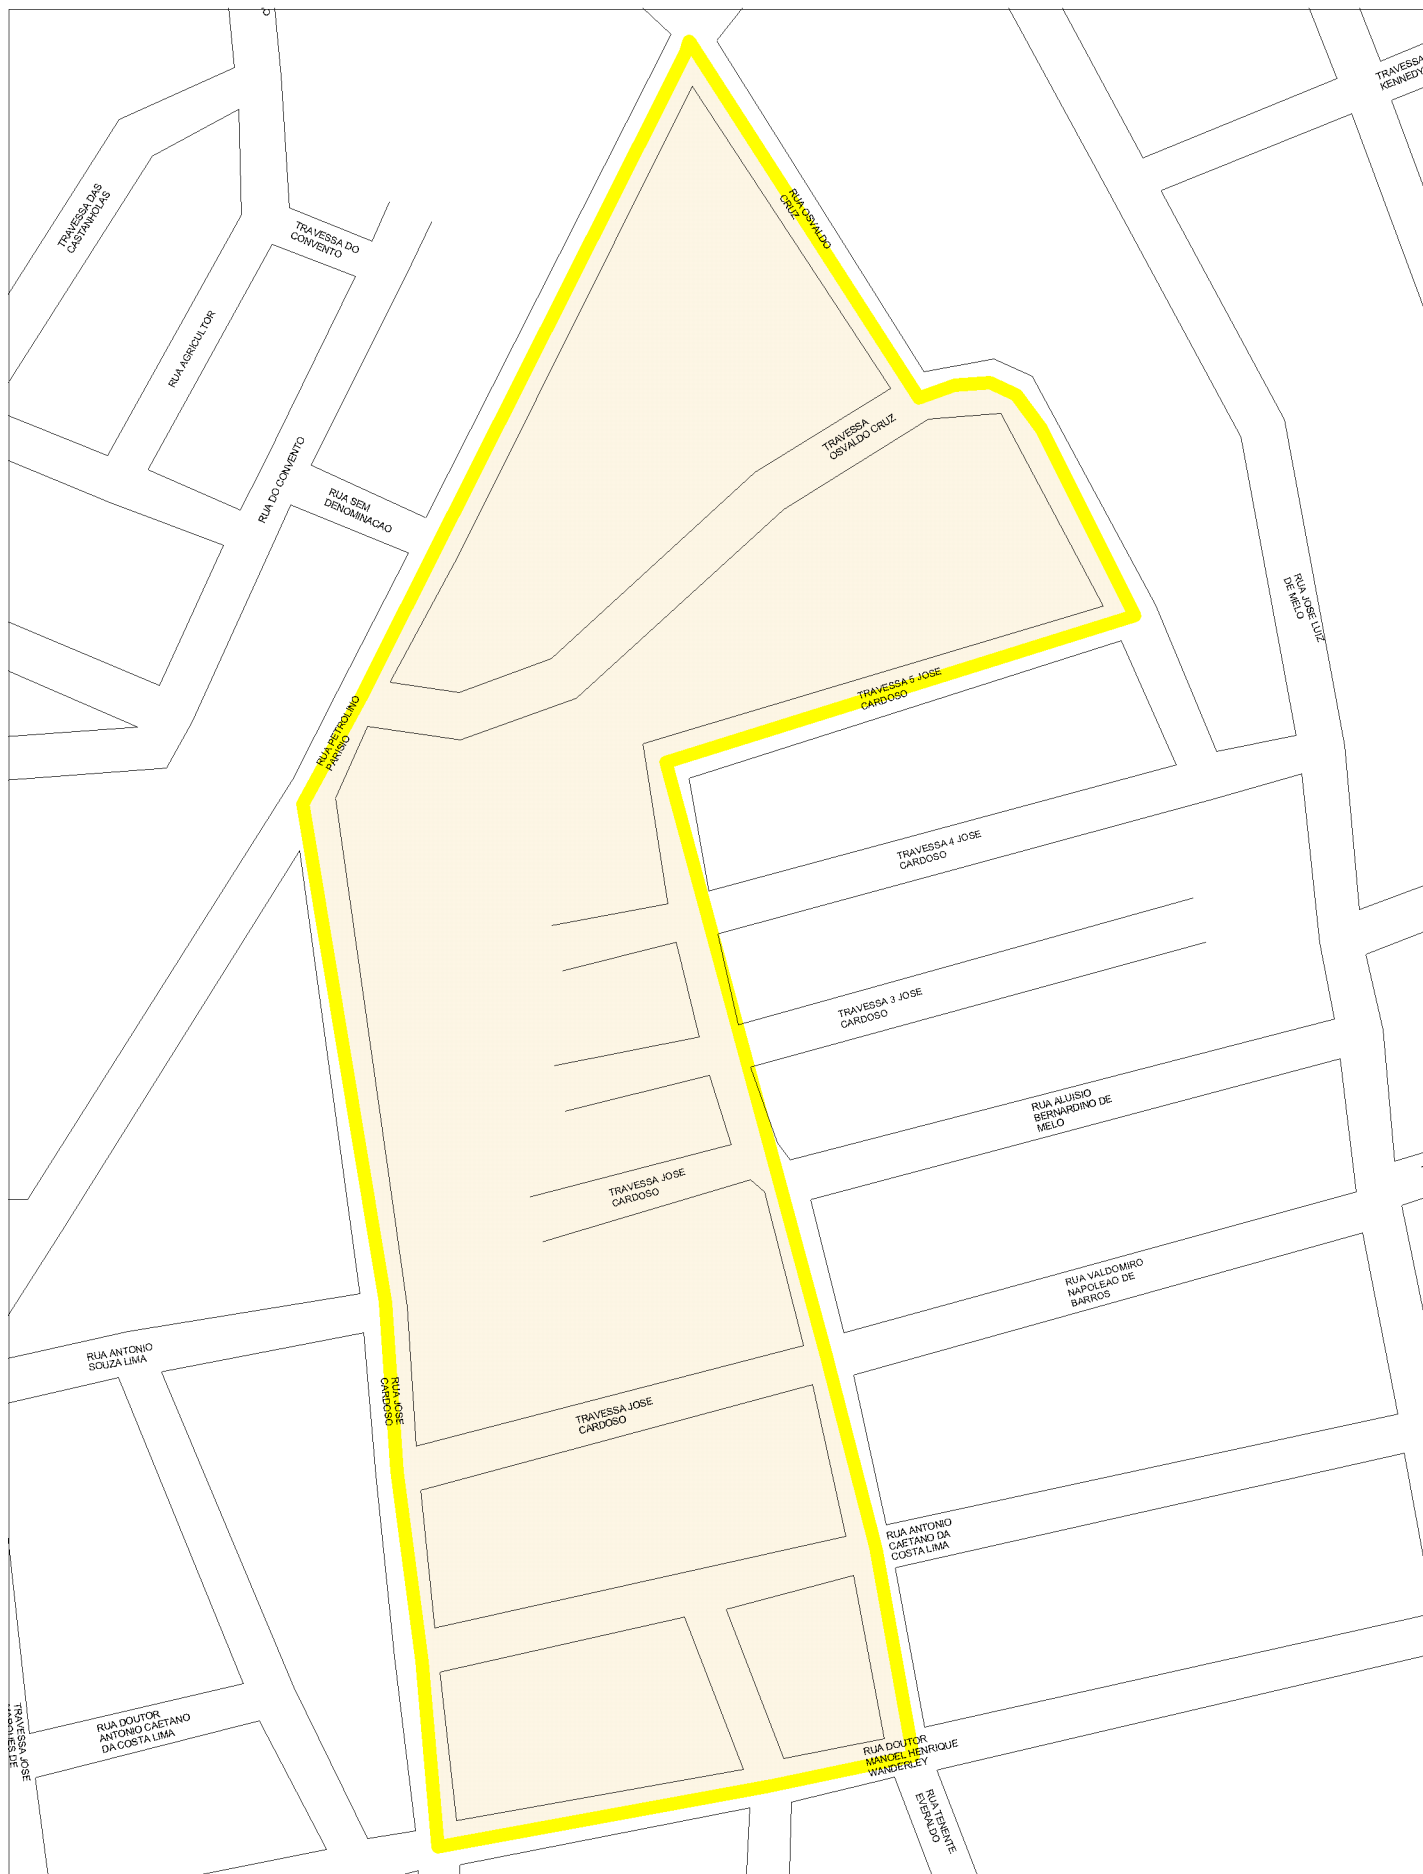 TRAVESSA
KENNEDY
TRAVESSA DAS
CASTANHOLAS
RUA OSVALDO
CRUZ
TRAVESSA DO
CONVENTO
RUA AGRICULTOR
TRAVESSA
OSVALDO CRUZ
RUA DO CONVENTO
RUA SEM
DENOMINACAO
RUA JOSE LUIZ
DE MELO
TRAVESSA 5 JOSE
CARDOSO
RUA PETROLINO
PARISIO
TRAVESSA 4 JOSE
CARDOSO
TRAVESSA 3 JOSE
CARDOSO
RUA ALUISIO
BERNARDINO DE
MELO
TRAVESSA JOSE
CARDOSO
RUA VALDOMIRO
NAPOLEAO DE
BARROS
RUA ANTONIO
SOUZA LIMA
RUA JOSE
CARDOSO
TRAVESSA JOSE
CARDOSO
RUA ANTONIO
CAETANO DA
COSTA LIMA
RUA DOUTOR
ANTONIO CAETANO
DA COSTA LIMA
TRAVESSA JOSE
RUA DOUTOR
MANOEL HENRIQUE
WANDERLEY
RUA TENENTE
EVERALDO